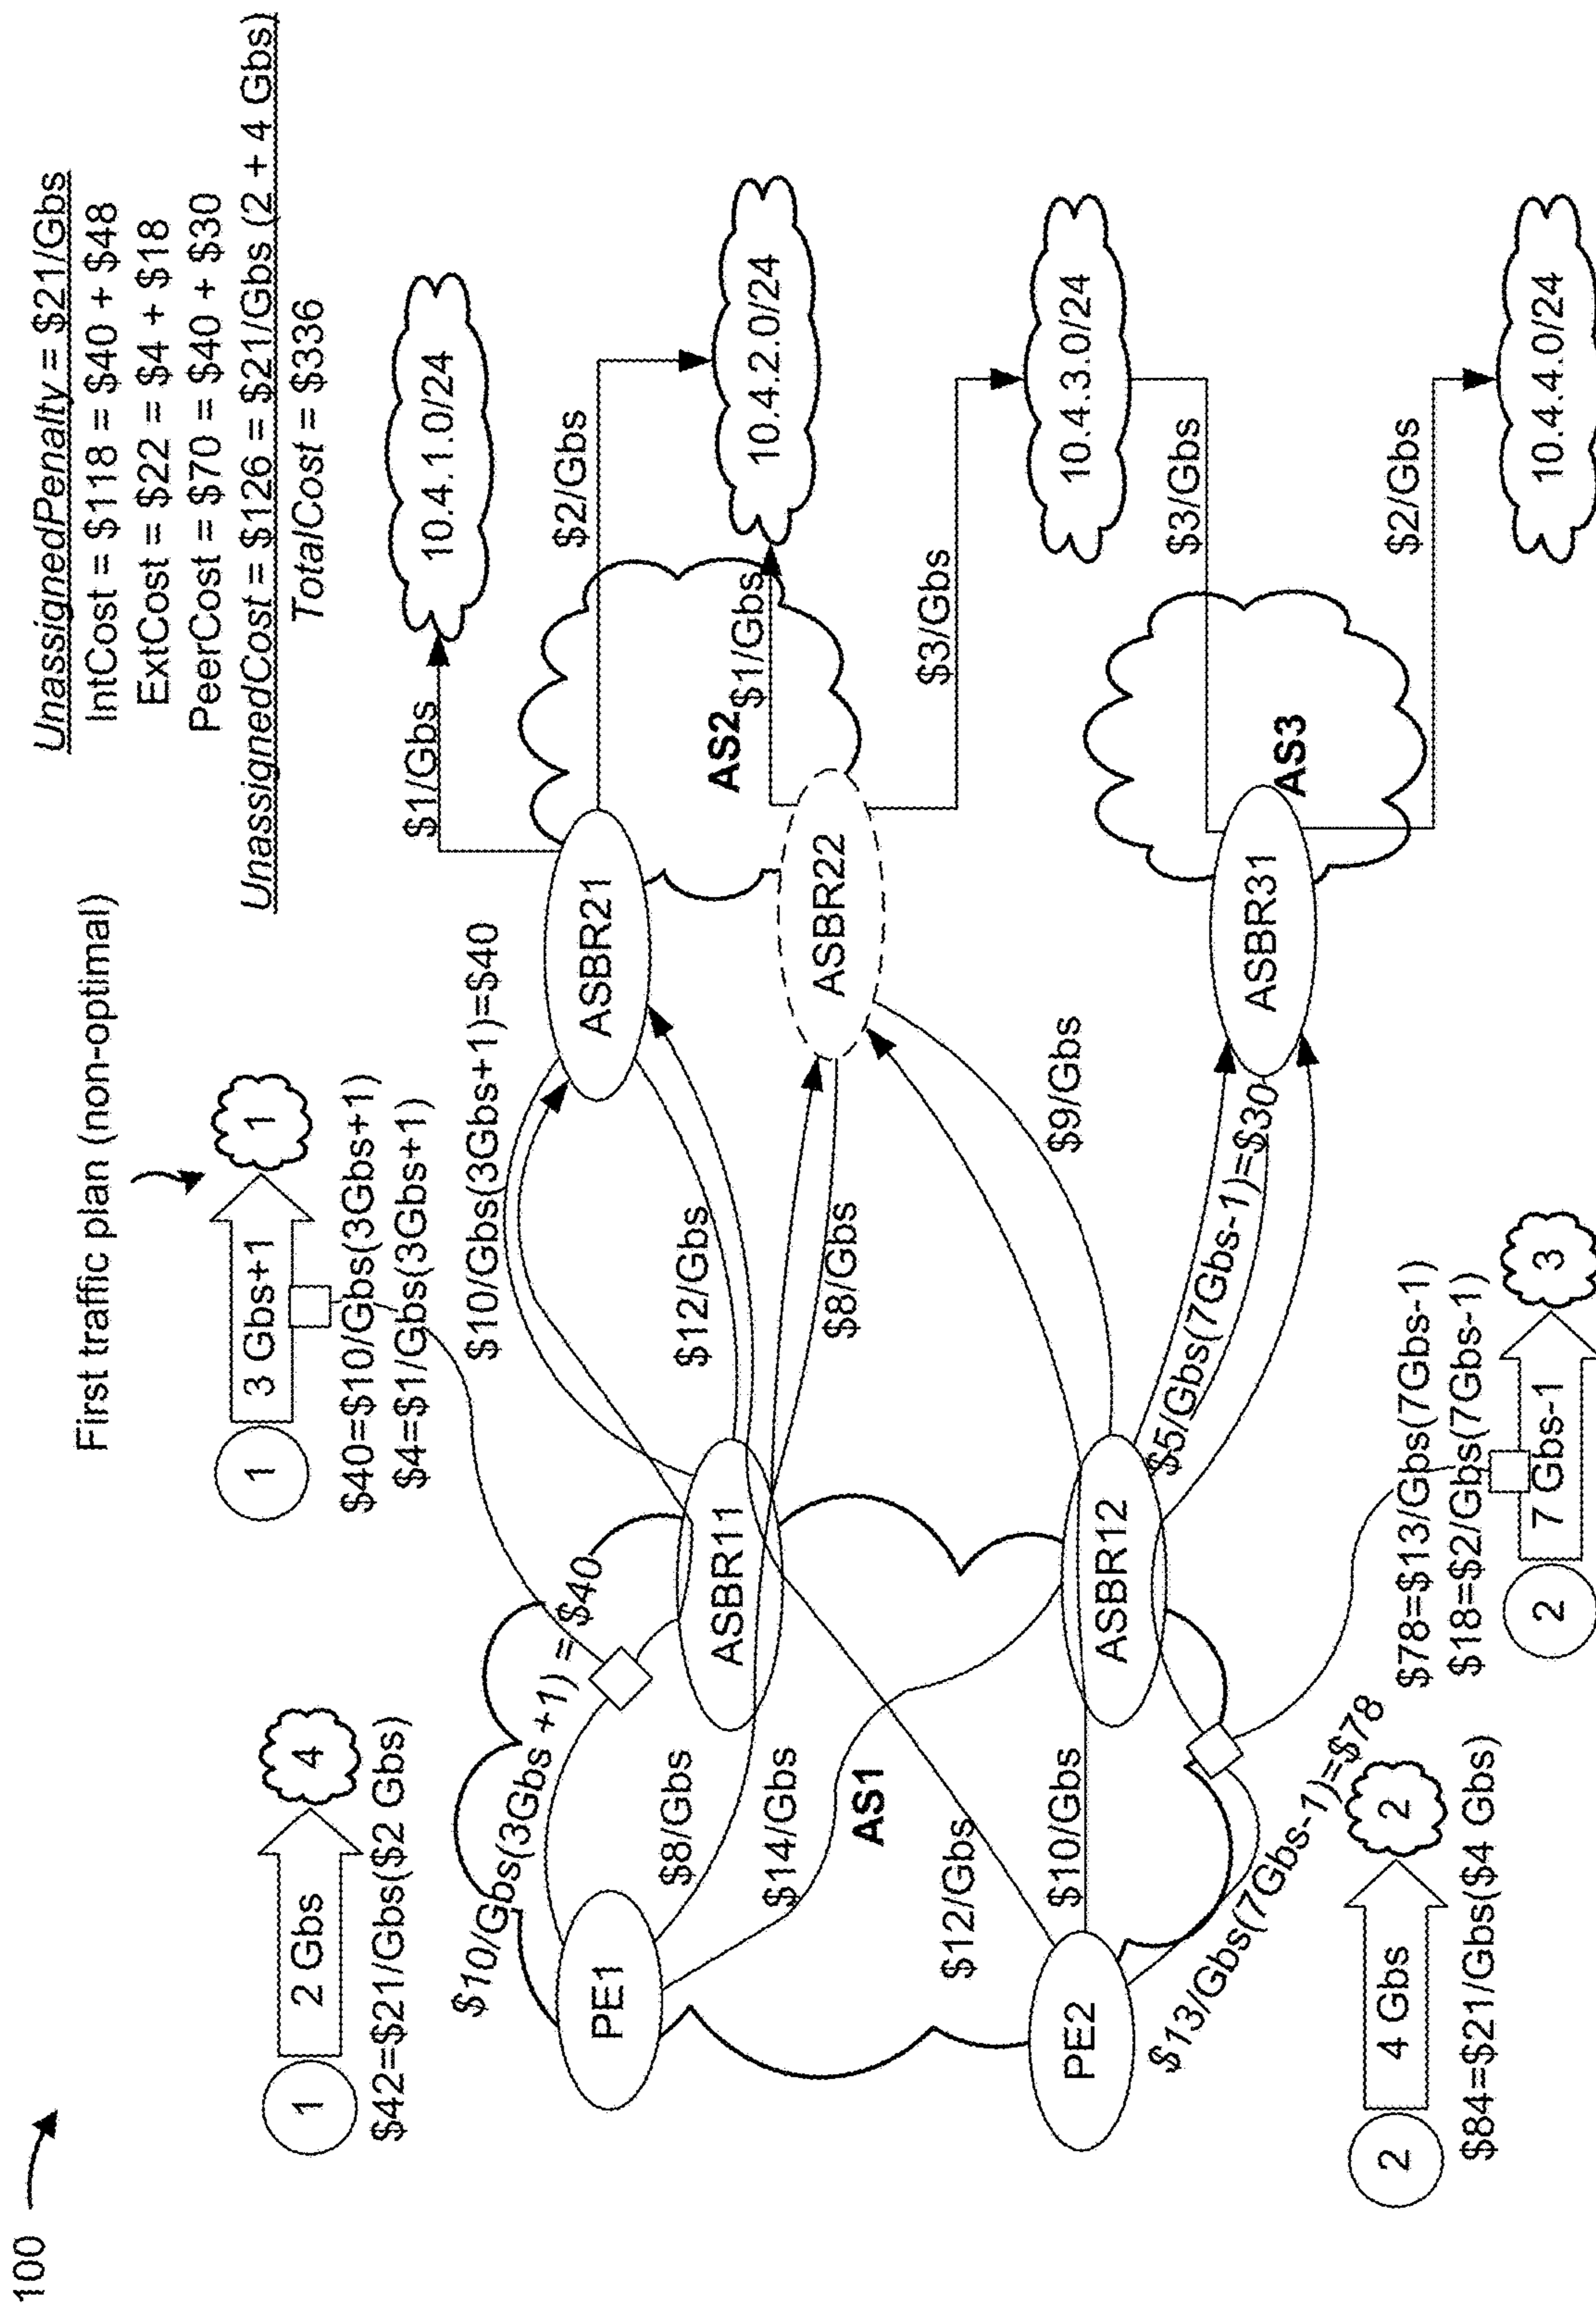 100
First traffic plan (non-optimal)
UnassignedPenalty = $21/Gbs
IntCost = $118 = $40 + $48
ExtCost = $22 = $4 + $18
PeerCost = $70 = $40 + $30
UnassignedCost = $126 = $21/Gbs (2 + 4 Gbs)
TotalCost = $336
1
2 Gbs
4
$42=$21/Gbs($2 Gbs)
1
3 Gbs+1
1
$40=$10/Gbs(3Gbs+1)
$4=$1/Gbs(3Gbs+1)
$10/Gbs(3Gbs+1)=$40
$1/Gbs
10.4.1.0/24
$10/Gbs(3Gbs +1) = $40
ASBR21
$2/Gbs
PE1
$8/Gbs
ASBR11
$12/Gbs
AS2
$1/Gbs
10.4.2.0/24
$14/Gbs
$8/Gbs
ASBR22
AS1
$3/Gbs
$12/Gbs
$10/Gbs
$9/Gbs
10.4.3.0/24
PE2
ASBR12
$5/Gbs(7Gbs-1)=$30
ASBR31
AS3
$3/Gbs
$13/Gbs(7Gbs-1)=$78
$2/Gbs
10.4.4.0/24
2
4 Gbs
2
$84=$21/Gbs($4 Gbs)
$78=$13/Gbs(7Gbs-1)
$18=$2/Gbs(7Gbs-1)
2
7 Gbs-1
3